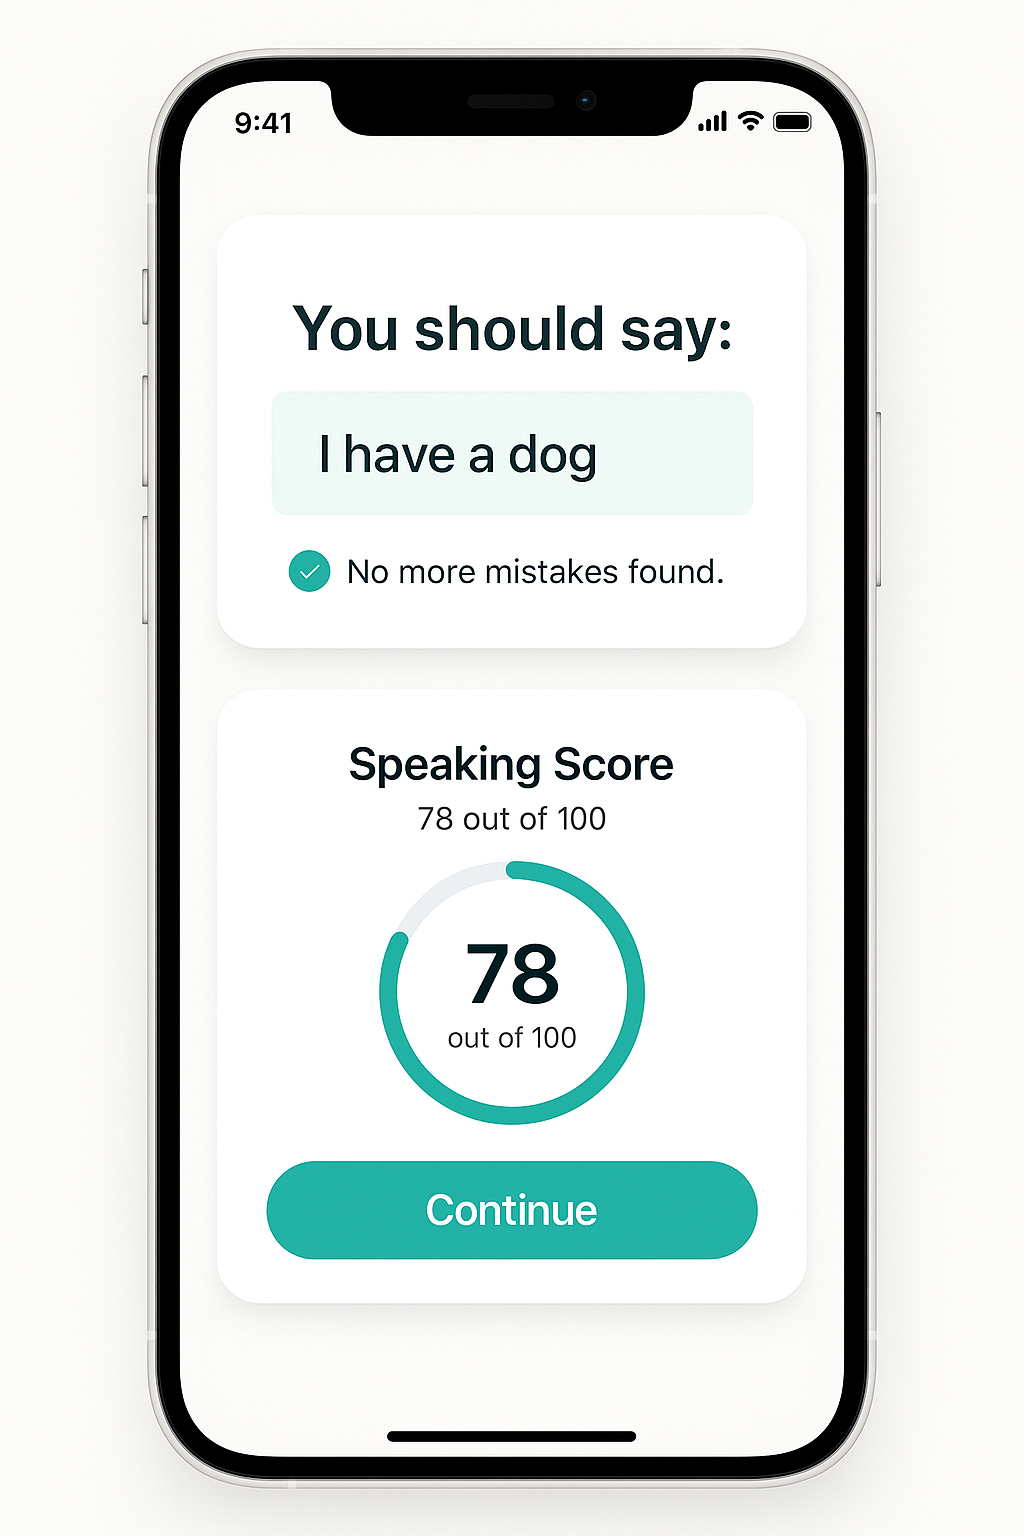 9:41
You should say:
I have a dog
No more mistakes found.
Speaking Score
78 out of 100
78
out of 100
Continue